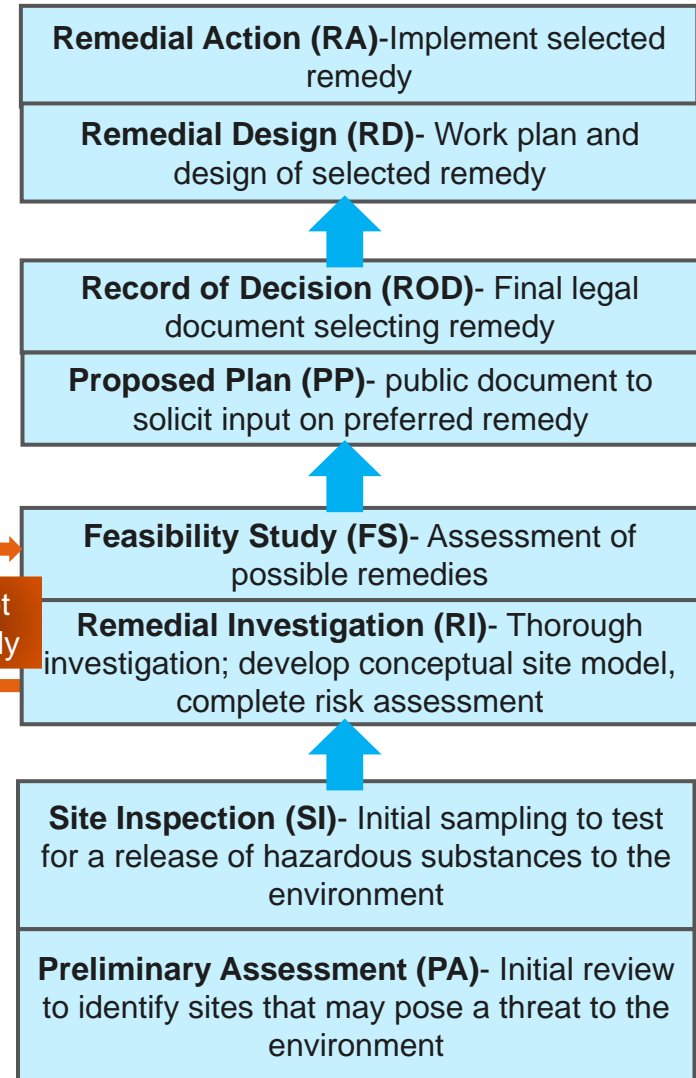 Remedial Action (RA)-Implement selected
remedy
Remedial Design (RD)- Work plan and
design of selected remedy
Record of Decision (ROD)- Final legal
document selecting remedy
Proposed Plan (PP)- public document to
solicit input on preferred remedy
Feasibility Study (FS)- Assessment of
possible remedies
Remedial Investigation (RI)- Thorough
investigation; develop conceptual site model,
complete risk assessment
Site Inspection (SI)- Initial sampling to test
for a release of hazardous substances to the
environment
Preliminary Assessment (PA)- Initial review
to identify sites that may pose a threat to the
environment